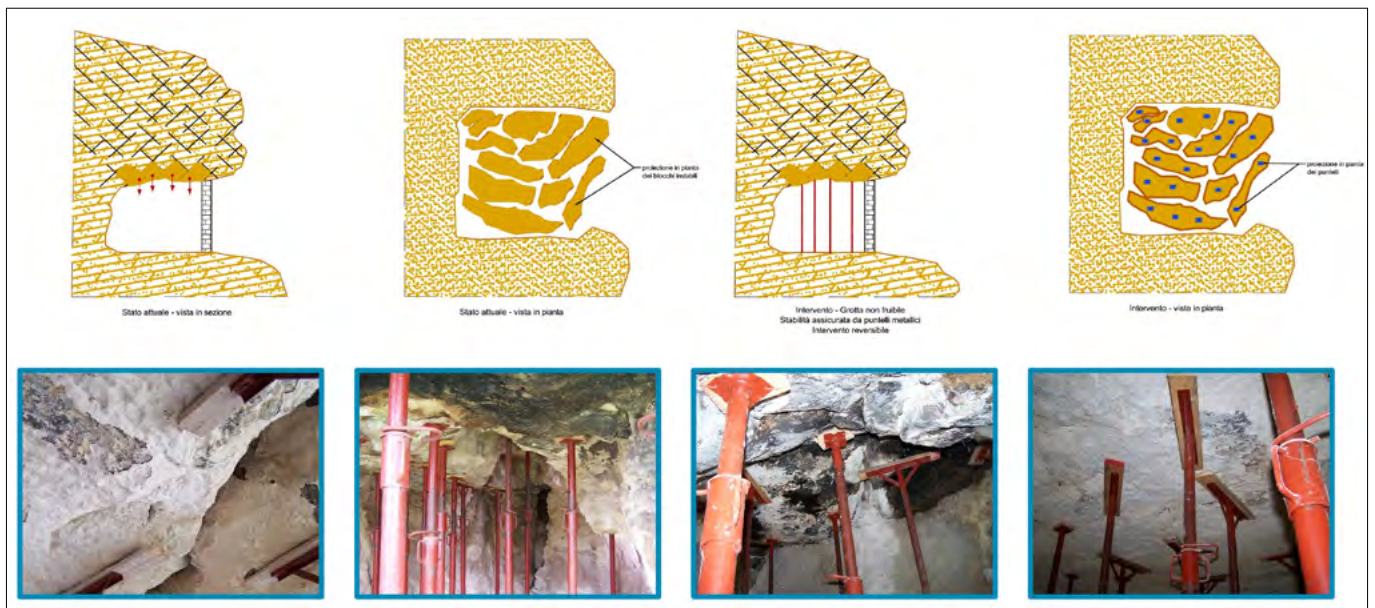 proiezione in pianta
dei blocchi instabili
proiezione in pianta
dei puntelli
Stato attuale - vista in sezione
Stato attuale - vista in pianta
Intervento - Grotta non fruibile
Stabilità assicurata da puntelli metallici
Intervento reversibile
Intervento - vista in pianta